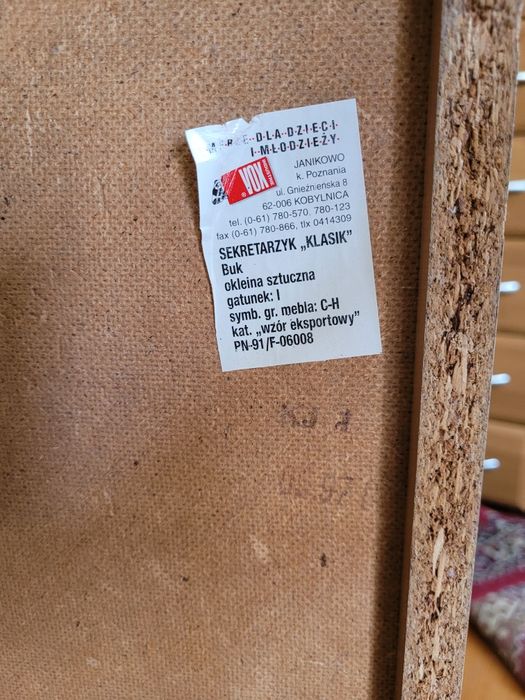 DLA DZIECI
I MŁODZIEŻY
VOX
®
JANIKOWO
k. Poznania
ul. Gnieźnienska 8
62-006 KOBYLNICA
tel. (0-61) 780-570, 780-123
fax (0-61) 780-866, tlx 0414309
SEKRETARZYK „KLASIK”
Buk
okleina sztuczna
gatunek: I
symb. gr. mebla: C-H
kat. „wzór eksportowy”
PN-91/F-06008